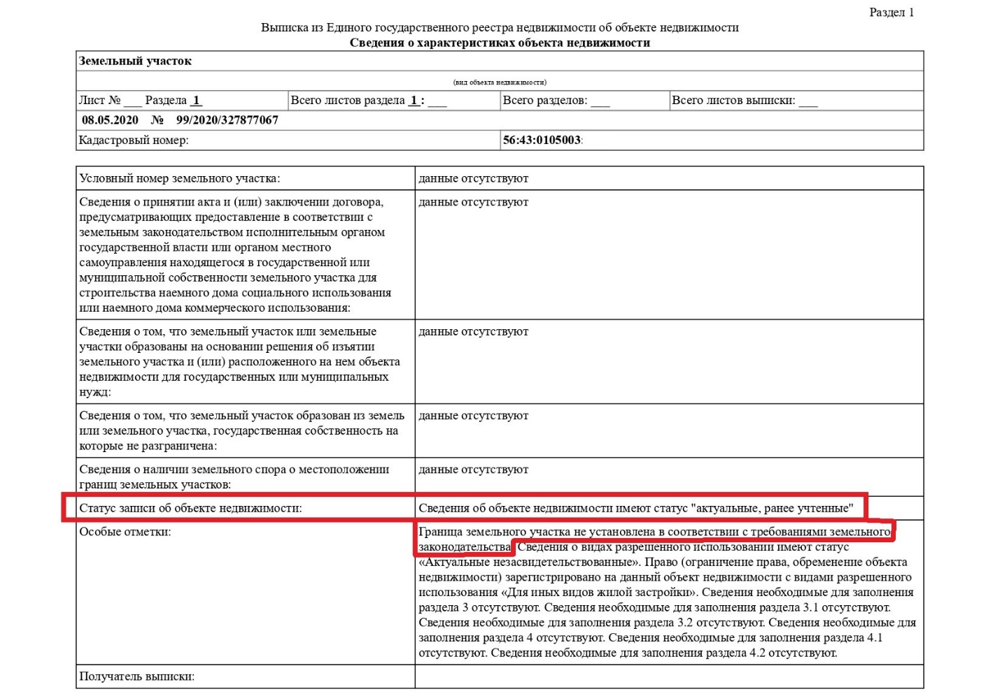 Раздел 1
Выписка из Единого государственного реестра недвижимости об объекте недвижимости
Сведения о характеристиках объекта недвижимости
Земельный участок
(вид объекта недвижимости)
Лист № ___ Раздела 1 Всего листов раздела 1 : ___ Всего разделов: ___ Всего листов выписки: ___
08.05.2020 № 99/2020/327877067
Кадастровый номер: 56:43:0105003:
Условный номер земельного участка: данные отсутствуют
Сведения о принятии акта и (или) заключении договора, данные отсутствуют
предусматривающих предоставление в соответствии с
земельным законодательством исполнительным органом
государственной власти или органом местного
самоуправления находящегося в государственной или
муниципальной собственности земельного участка для
строительства наемного дома социального использования
или наемного дома коммерческого использования:
Сведения о том, что земельный участок или земельные данные отсутствуют
участки образованы на основании решения об изъятии
земельного участка и (или) расположенного на нем объекта
недвижимости для государственных или муниципальных
нужд:
Сведения о том, что земельный участок образован из земель данные отсутствуют
или земельного участка, государственная собственность на
которые не разграничена:
Сведения о наличии земельного спора о местоположении данные отсутствуют
границ земельных участков:
Статус записи об объекте недвижимости: Сведения об объекте недвижимости имеют статус "актуальные, ранее учтенные"
Особые отметки: Граница земельного участка не установлена в соответствии с требованиями земельного
законодательства. Сведения о видах разрешенного использовании имеют статус
«Актуальные незасвидетельствованные». Право (ограничение права, обременение объекта
недвижимости) зарегистрировано на данный объект недвижимости с видами разрешенного
использования «Для иных видов жилой застройки». Сведения необходимые для заполнения
раздела 3 отсутствуют. Сведения необходимые для заполнения раздела 3.1 отсутствуют.
Сведения необходимые для заполнения раздела 3.2 отсутствуют. Сведения необходимые для
заполнения раздела 4 отсутствуют. Сведения необходимые для заполнения раздела 4.1
отсутствуют. Сведения необходимые для заполнения раздела 4.2 отсутствуют.
Получатель выписки: